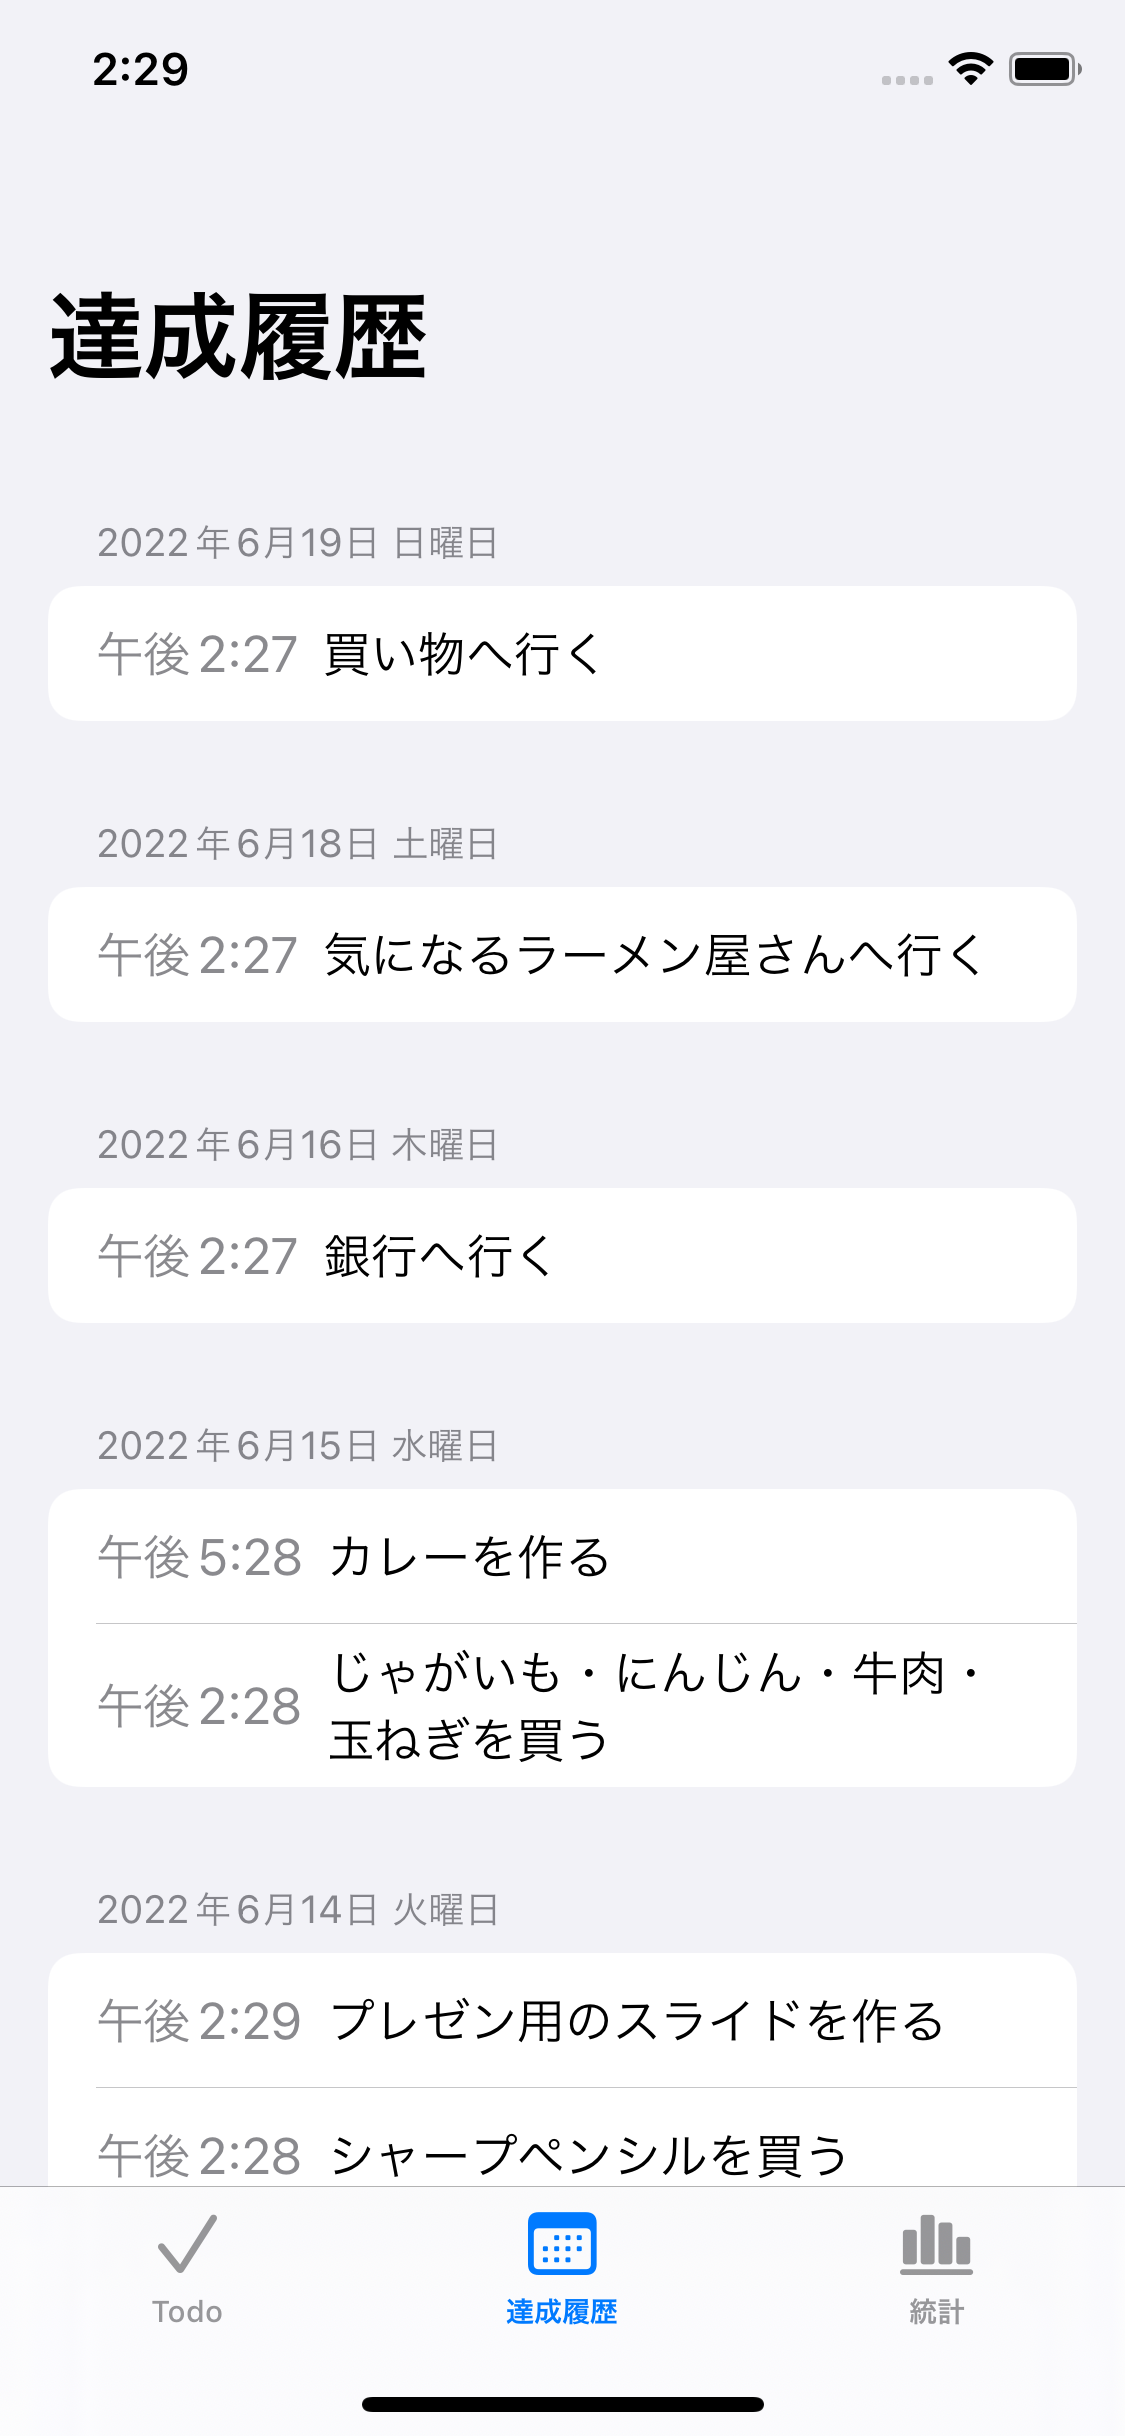 2:29
達成履歴
2022年6月19日 日曜日
午後2:27 買い物へ行く
2022年6月18日 土曜日
午後2:27 気になるラーメン屋さんへ行く
2022年6月16日 木曜日
午後2:27 銀行へ行く
2022年6月15日 水曜日
午後5:28 カレーを作る
午後2:28 じゃがいも・にんじん・牛肉・
玉ねぎを買う
2022年6月14日 火曜日
午後2:29 プレゼン用のスライドを作る
午後2:28 シャープペンシルを買う
Todo 達成履歴 統計